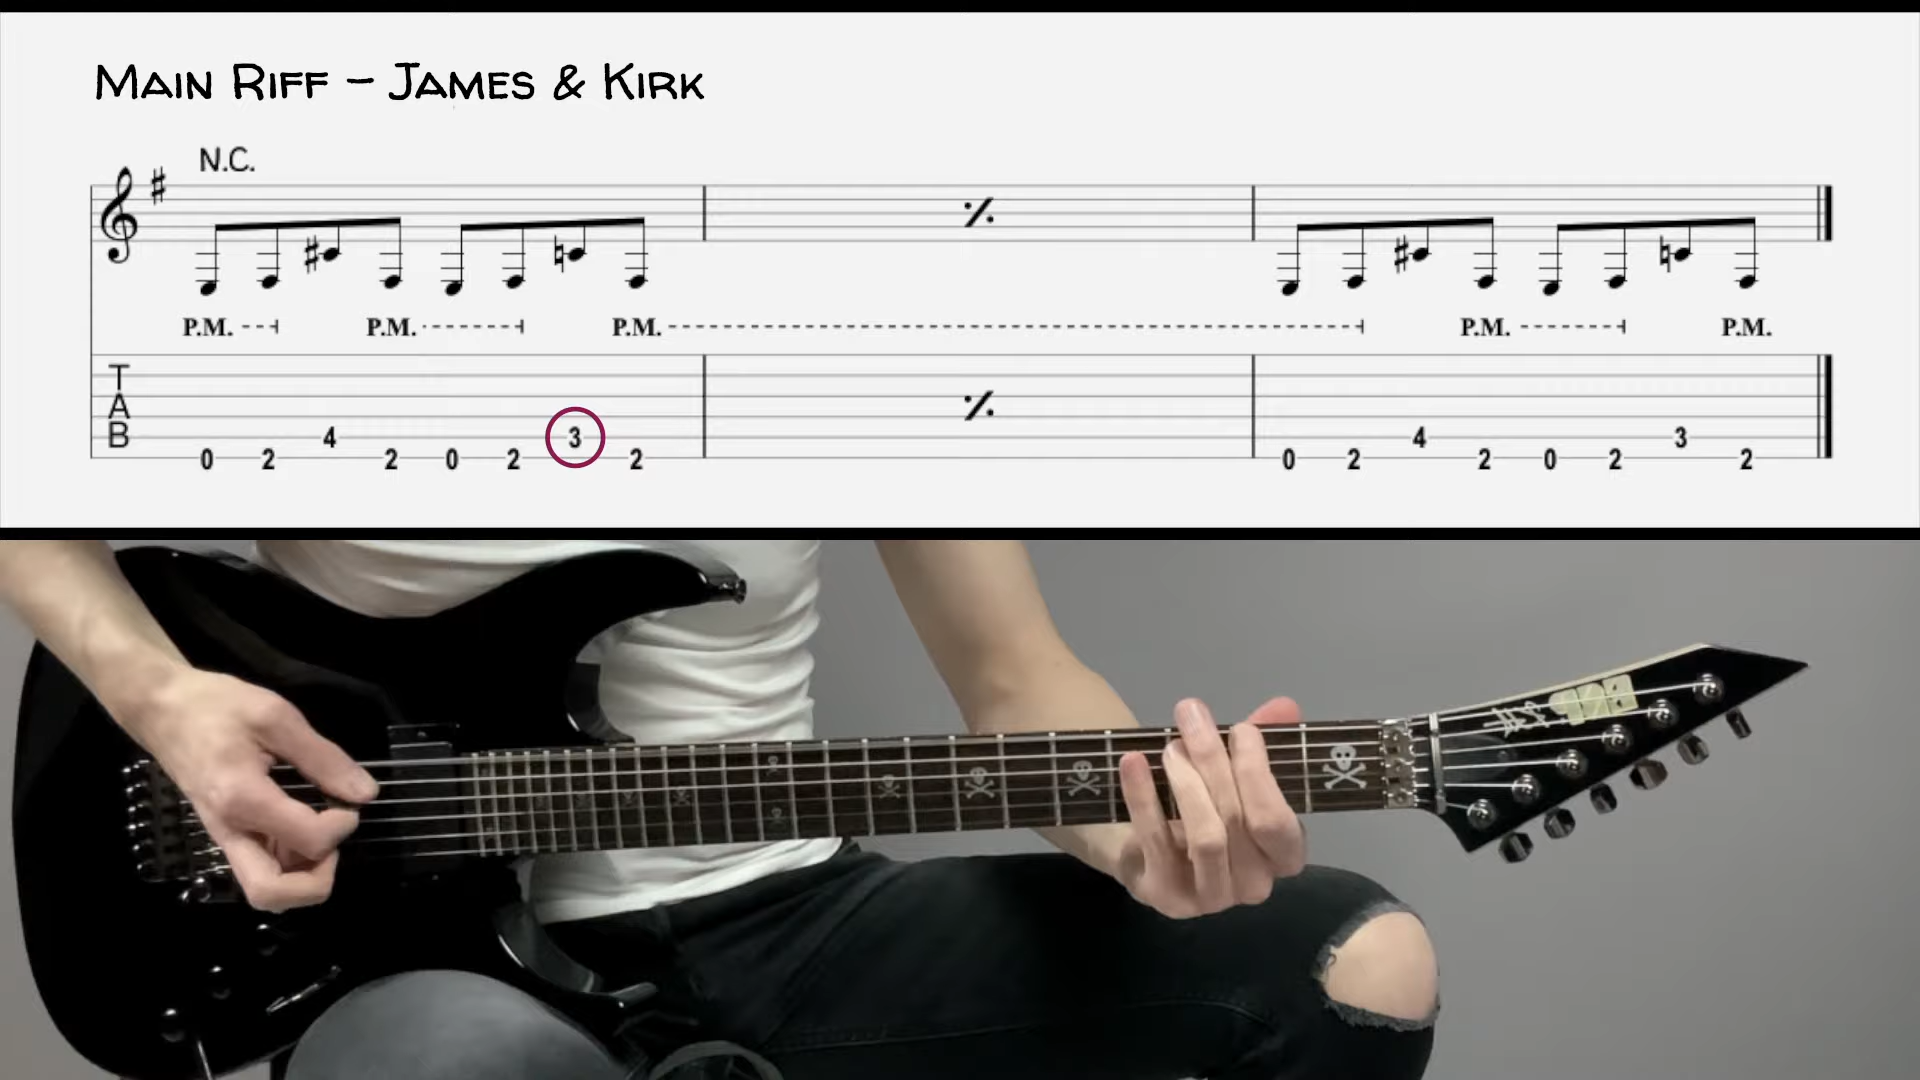 Main Riff - James & Kirk
N.C.
P.M. P.M. P.M. P.M. P.M.
T
A
B
4 3 4 3
0 2 2 0 2 2 0 2 2 0 2 2